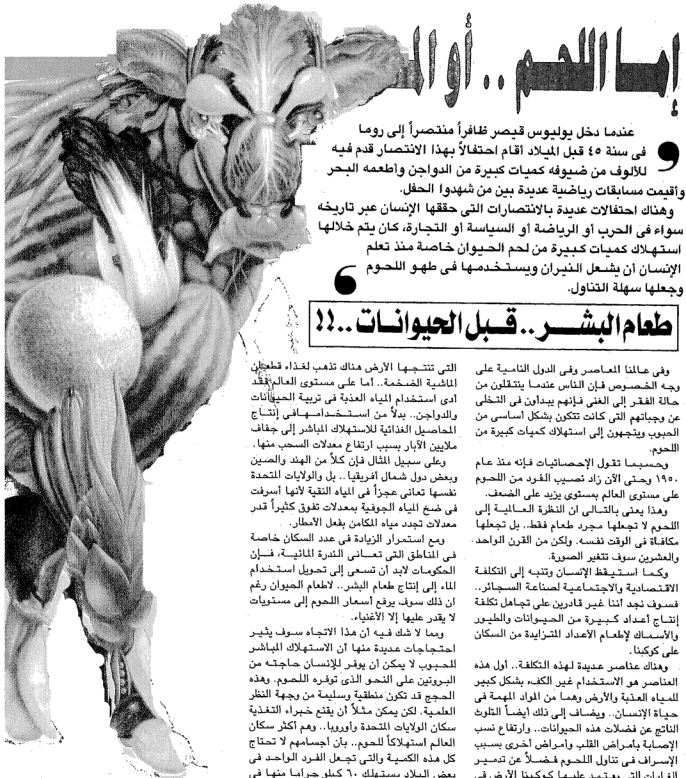 إما اللحم .. أو
عندما دخل يوليوس قيصر ظافراً منتصراً إلى روما
فى سنة ٤٥ قبل الميلاد أقام احتفالاً بهذا الانتصار قدم فيه
للآلوف من ضيوفه كميات كبيرة من الدواجن وأطعمه البحر
وأقيمت مسابقات رياضية عديدة بين من شهدوا الحفل.
وهناك احتفالات عديدة بالانتصارات التى حققها الإنسان عبر تاريخه
سواء فى الحرب أو الرياضة أو السياسة أو التجارة، كان يتم خلالها
استهلاك كميات كبيرة من لحم الحيوان خاصة منذ تعلم
الإنسان أن يشعل النيران ويستخدمها فى طهو اللحوم
وجعلها سهلة التناول.
طعام البشر .. قبل الحيوانات ..!!
وفى عالمنا المعاصر وفى الدول النامية على
وجه الخصوص فإن الناس عندما ينتقلون من
حالة الفقر إلى الغنى فإنهم يبدأون فى التخلى
عن وجباتهم التى كانت تتكون بشكل أساسى من
الحبوب ويتجهون إلى استهلاك كميات كبيرة من
اللحوم.
وحسبما تقول الإحصائيات فإنه منذ عام
١٩٥٠ وحتى الآن زاد نصيب الفرد من اللحوم
على مستوى العالم بمستوى يزيد على الضعف.
وهذا يعنى بالتالى ان النظرة العالمية إلى
اللحوم لا تجعلها مجرد طعام فقط.. بل تجعلها
مكافأة فى الوقت نفسه. ولكن من القرن الواحد
والعشرين سوف تتغير الصورة.
وكما استيقظ الإنسان وتنبه إلى التكلفة
الاقتصادية والاجتماعية لصناعة السجائر..
فسوف نجد أننا غير قادرين على تجاهل تكلفة
إنتاج أعداد كبيرة من الحيوانات والطيور
والأسماك لإطعام الأعداد المتزايدة من السكان
على كوكبنا.
وهناك عناصر عديدة لهذه التكلفة.. أول هذه
العناصر هو الاستخدام غير الكفء بشكل كبير
للمياه العذبة والأرض وهما من المواد المهمة فى
حياة الإنسان.. ويضاف إلى ذلك أيضاً التلوث
الناتج عن فضلات هذه الحيوانات.. وارتفاع نسب
الإصابة بأمراض القلب وأمراض أخرى بسبب
الإسراف فى تناول اللحوم فضلاً عن تدمير
الغابات التى يعتمد عليها كوكبنا الأرض فى
التى تنتجها الأرض هناك تذهب لغذاء قطعان
الماشية الضخمة.. أما على مستوى العالم فقد
أدى استخدام المياه العذبة فى تربية الحيوانات
والدواجن.. بدلاً من استخدامها فى إنتاج
المحاصيل الغذائية للاستهلاك المباشر إلى جفاف
ملايين الآبار بسبب ارتفاع معدلات السحب منها.
وعلى سبيل المثال فإن كلاً من الهند والصين
وبعض دول شمال أفريقيا.. بل والولايات المتحدة
نفسها تعانى عجزاً فى المياه النقية لأنها أسرفت
فى ضخ المياه الجوفية بمعدلات تفوق كثيراً قدر
معدلات تجدد مياه المكامن بفعل الأمطار.
ومع استمرار الزيادة فى عدد السكان خاصة
فى المناطق التى تعانى الندرة المائية، فإن
الحكومات لابد أن تسعى إلى تحويل استخدام
الماء إلى إنتاج طعام البشر.. لاطعام الحيوان رغم
ان ذلك سوف يرفع أسعار اللحوم إلى مستويات
لا يقدر عليها إلا الأغنياء.
ومما لا شك فيه أن هذا الاتجاه سوف يثير
احتجاجات عديدة منها أن الاستهلاك المباشر
للحبوب لا يمكن أن يوفر للإنسان حاجته من
البروتين على النحو الذى توفره اللحوم. وهذه
الحجج قد تكون منطقية وسليمة من وجهة النظر
العلمية. لكن يمكن مثلاً أن يقنع خبراء التغذية
سكان الولايات المتحدة وأوروبا.. وهم أكثر سكان
العالم استهلاكاً للحوم.. بأن أجسامهم لا تحتاج
كل هذه الكمية والتى تجعل الفرد الواحد فى
بعض البلاد يستهلك ٦٠ كيلو جراما منها فى